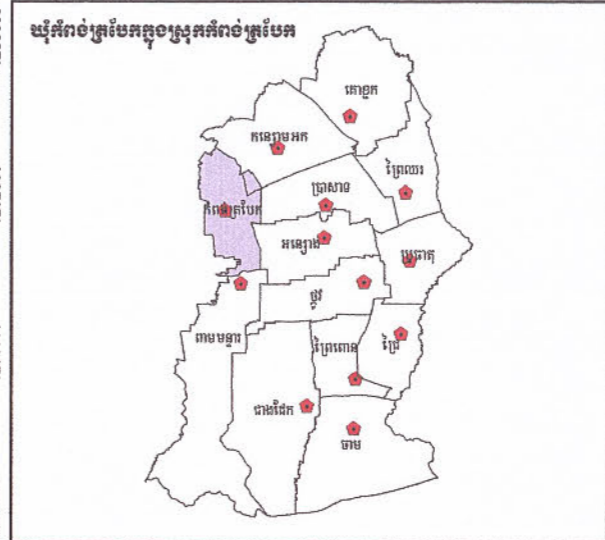 ឃុំកំពង់ត្របែកក្នុងស្រុកកំពង់ត្របែក
គោខ្ចក
កន្សោមអក
ព្រៃឈរ
ប្រាសាទ
កំពង់ត្របែក
អន្សោង
ប្រធាតុ
ថ្កូវ
ពាមមន្ទារ
ព្រៃពោន
ជ្រៃ
ជាងដែក
ចាម